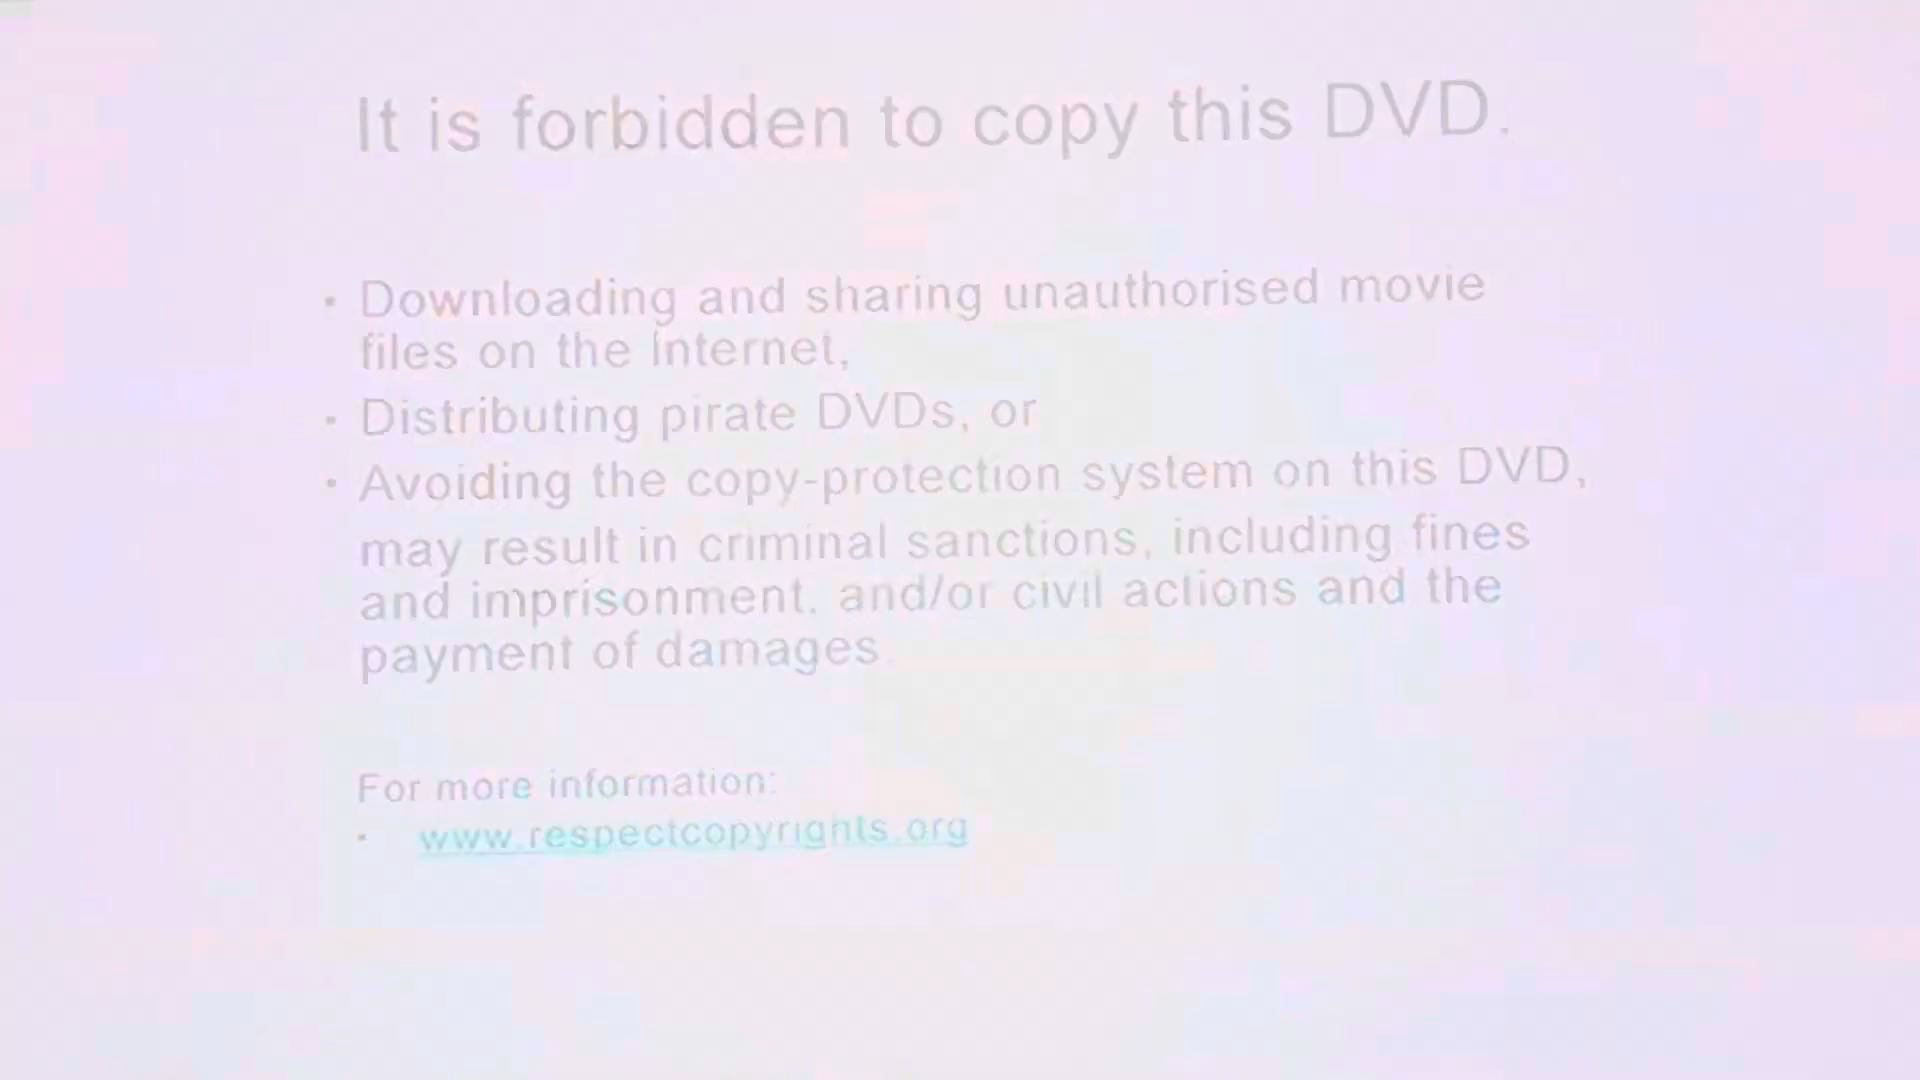 It is forbidden to copy this DVD.
• Downloading and sharing unauthorised movie
files on the Internet,
• Distributing pirate DVDs, or
• Avoiding the copy-protection system on this DVD,
may result in criminal sanctions, including fines
and imprisonment, and/or civil actions and the
payment of damages.
For more information:
• www.respectcopyrights.org